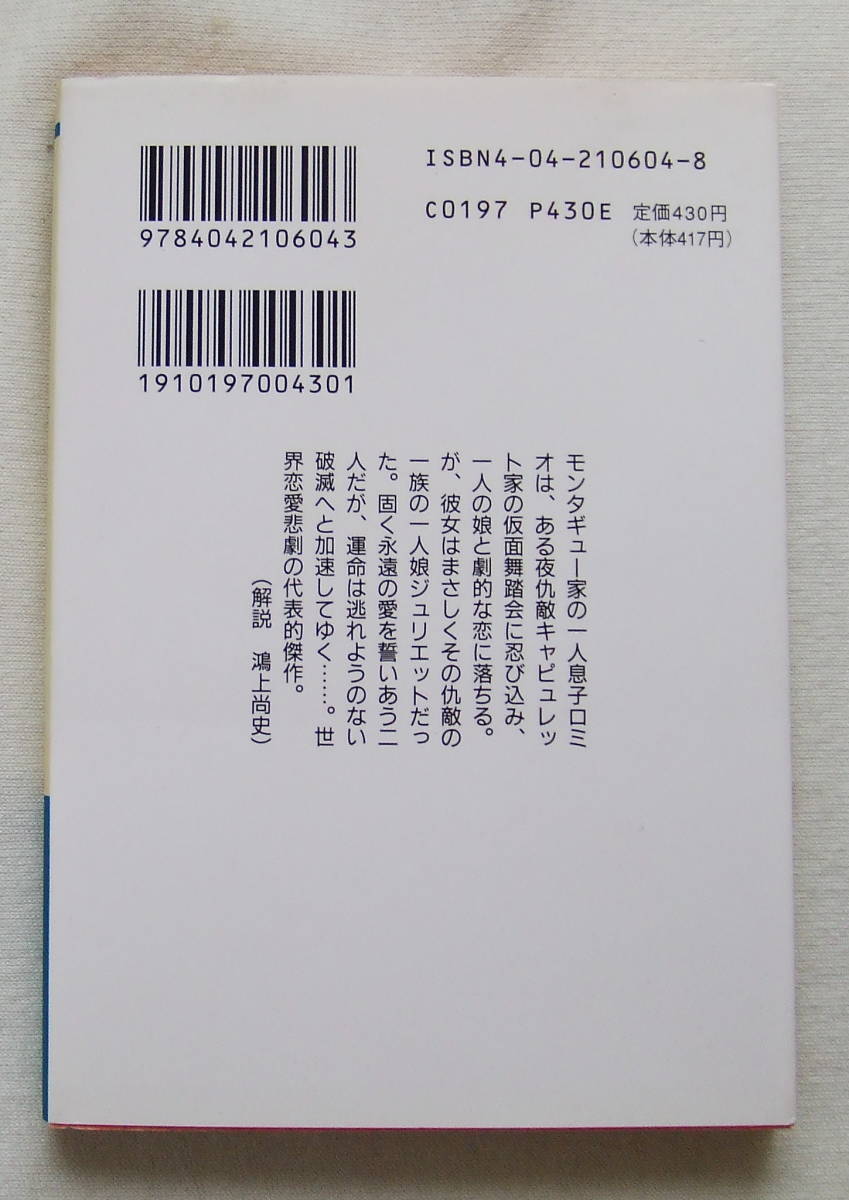 ISBN4-04-210604-8
C0197 P430E 定価430円
(本体417円)
9784042106043
1910197004301
モンタギュー家の一人息子ロミ
オは、ある夜仇敵キャピュレッ
ト家の仮面舞踏会に忍び込み、
一人の娘と劇的な恋に落ちる。
が、彼女はまさしくその仇敵の
一族の一人娘ジュリエットだっ
た。固く永遠の愛を誓いあう二
人だが、運命は逃れようのない
破滅へと加速してゆく……。世
界恋愛悲劇の代表的傑作。
(解説 鴻上尚史)